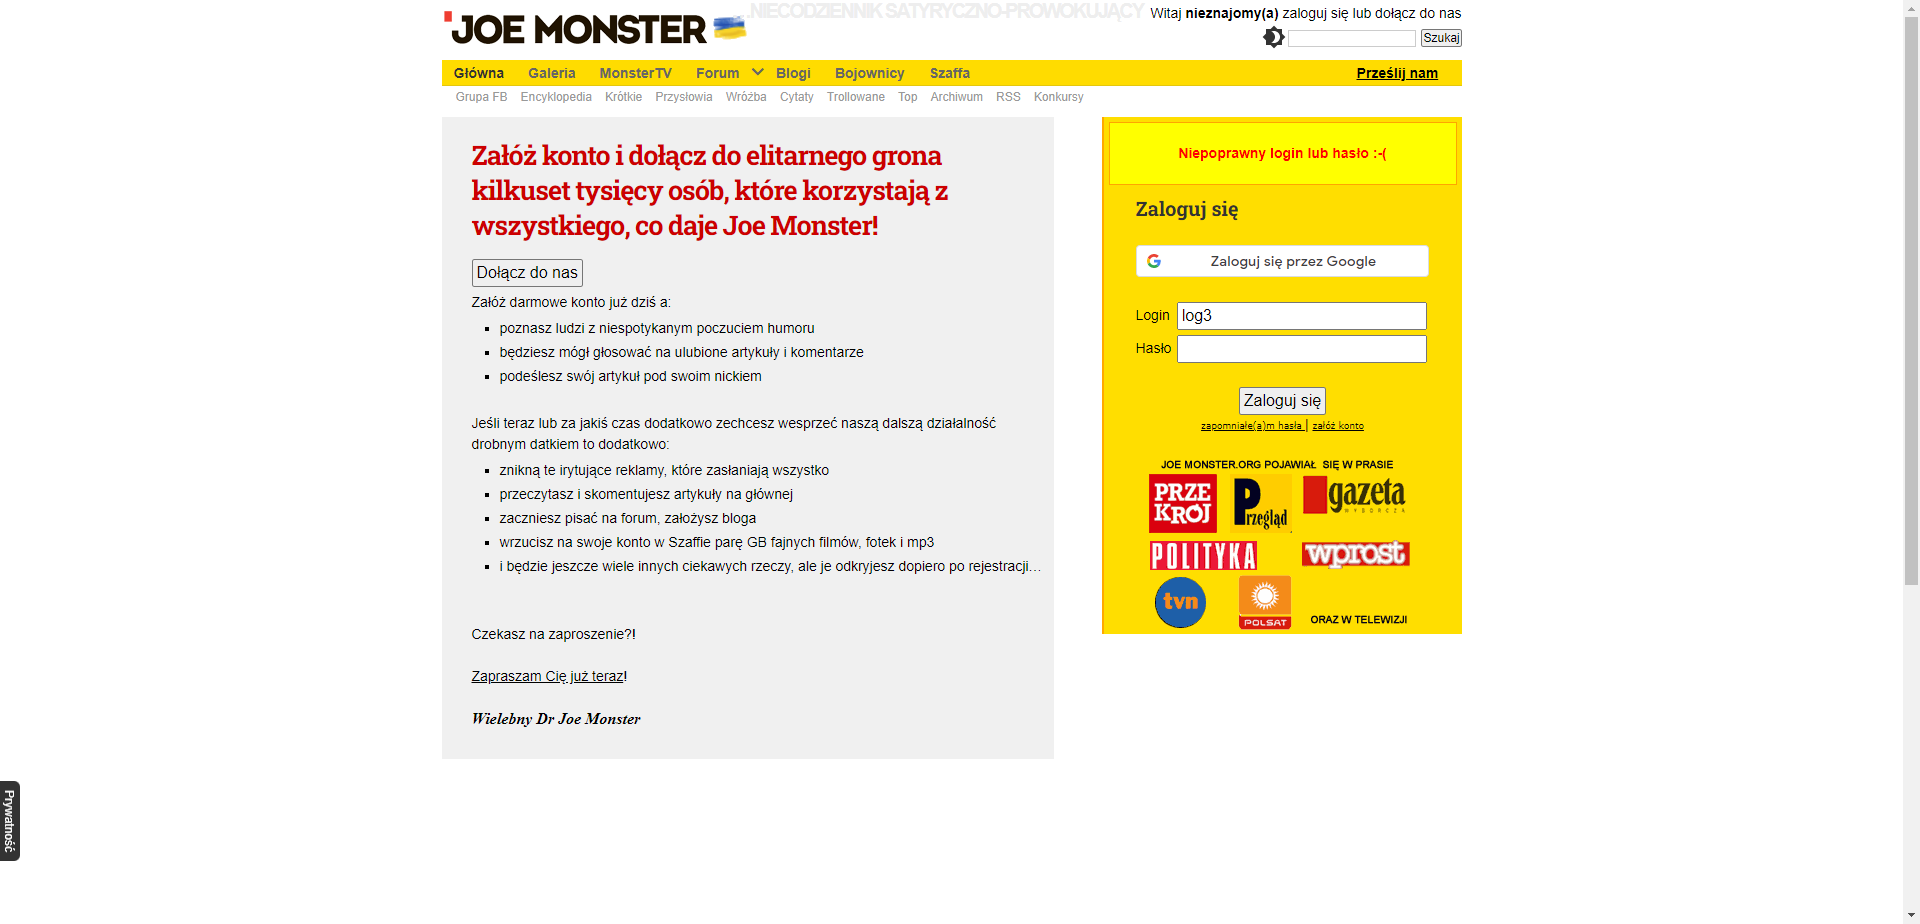 JOE MONSTER
NIECODZIENNIK SATYRYCZNO-PROWOKUJĄCY
Witaj nieznajomy(a) zaloguj się lub dołącz do nas
Szukaj
Główna Galeria MonsterTV Forum Blogi Bojownicy Szaffa Prześlij nam
Grupa FB Encyklopedia Krótkie Przysłowia Wróżba Cytaty Trollowane Top Archiwum RSS Konkursy
Załóż konto i dołącz do elitarnego grona
kilkuset tysięcy osób, które korzystają z
wszystkiego, co daje Joe Monster!
Dołącz do nas
Załóż darmowe konto już dziś a:
poznasz ludzi z niespotykanym poczuciem humoru
będziesz mógł głosować na ulubione artykuły i komentarze
podeślesz swój artykuł pod swoim nickiem
Jeśli teraz lub za jakiś czas dodatkowo zechcesz wesprzeć naszą dalszą działalność
drobnym datkiem to dodatkowo:
znikną te irytujące reklamy, które zasłaniają wszystko
przeczytasz i skomentujesz artykuły na głównej
zaczniesz pisać na forum, założysz bloga
wrzucisz na swoje konto w Szaffie parę GB fajnych filmów, fotek i mp3
i będzie jeszcze wiele innych ciekawych rzeczy, ale je odkryjesz dopiero po rejestracji...
Czekasz na zaproszenie?!
Zapraszam Cię już teraz!
Wielebny Dr Joe Monster
Niepoprawny login lub hasło :-(
Zaloguj się
Zaloguj się przez Google
Login log3
Hasło
Zaloguj się
zapomniałe(a)m hasła | załóż konto
JOE MONSTER.ORG POJAWIAŁ SIĘ W PRASIE
PRZE
KRÓJ
Przegląd
gazeta
WYBORCZA
POLITYKA
wprost
tvn
POLSAT
ORAZ W TELEWIZJI
Prywatność